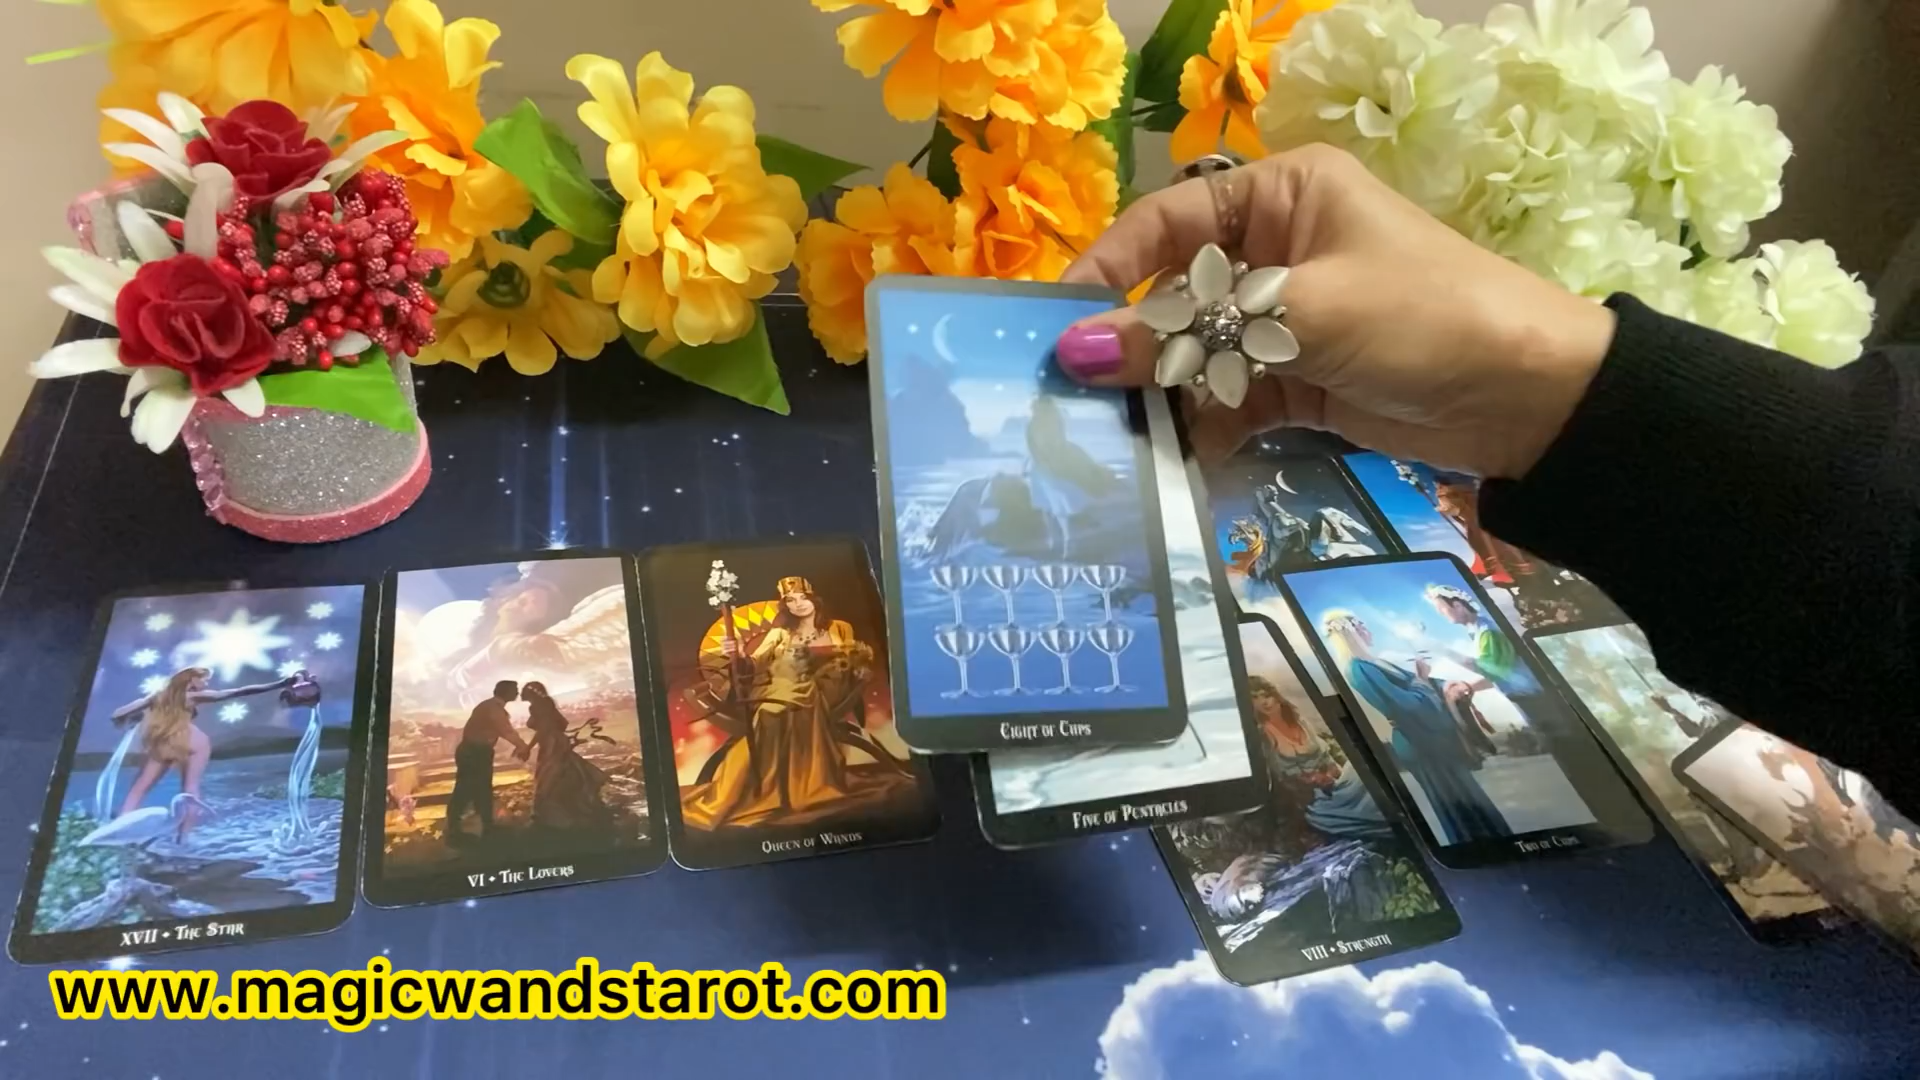 XVII • The Star
VI • The Lovers
Queen of Wands
Eight of Cups
Five of Pentacles
VIII • Strength
Two of Cups
www.magicwandstarot.com